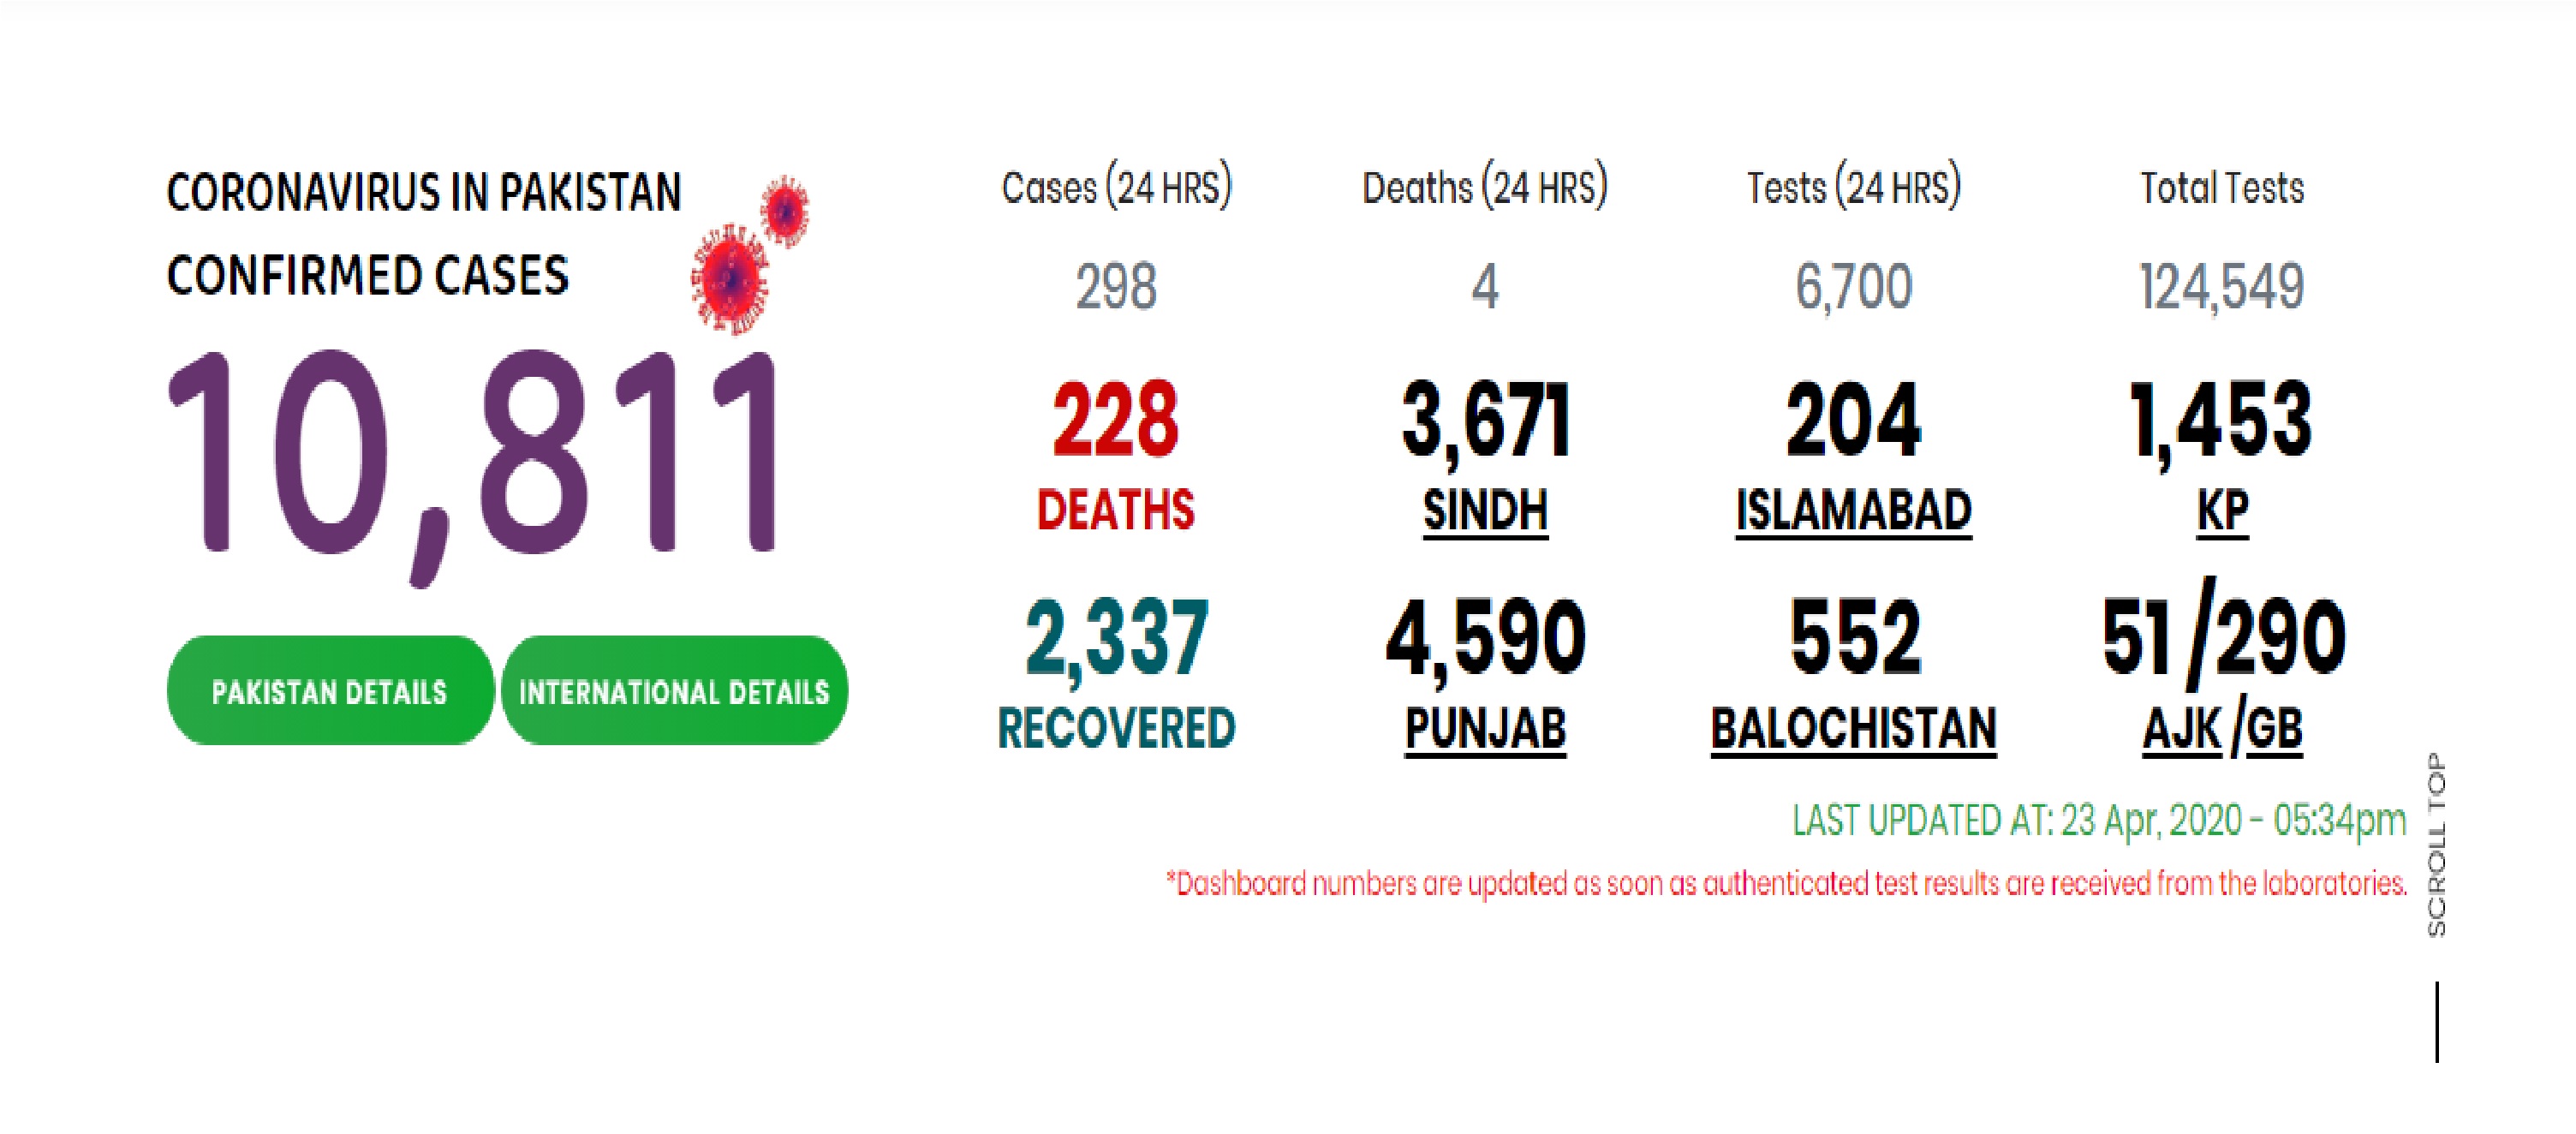 CORONAVIRUS IN PAKISTAN
CONFIRMED CASES
10,811
PAKISTAN DETAILS
INTERNATIONAL DETAILS
Cases (24 HRS)
298
Deaths (24 HRS)
4
Tests (24 HRS)
6,700
Total Tests
124,549
228
DEATHS
3,671
SINDH
204
ISLAMABAD
1,453
KP
2,337
RECOVERED
4,590
PUNJAB
552
BALOCHISTAN
51 /290
AJK /GB
LAST UPDATED AT: 23 Apr, 2020 - 05:34pm
*Dashboard numbers are updated as soon as authenticated test results are received from the laboratories.
SCROLL TOP